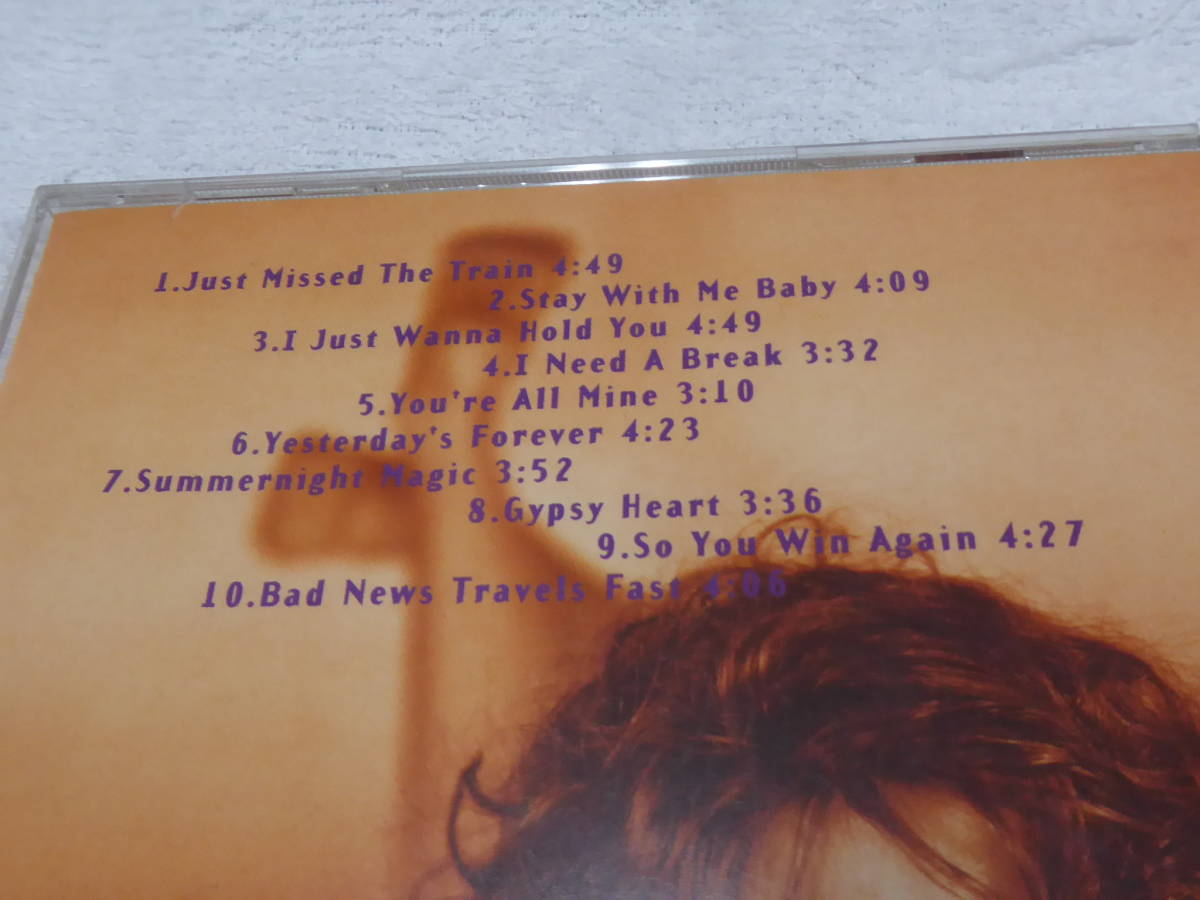 1.Just Missed The Train 4:49
2.Stay With Me Baby 4:09
3.I Just Wanna Hold You 4:49
4.I Need A Break 3:32
5.You're All Mine 3:10
6.Yesterday's Forever 4:23
7.Summernight Magic 3:52
8.Gypsy Heart 3:36
9.So You Win Again 4:27
10.Bad News Travels Fast 4:06